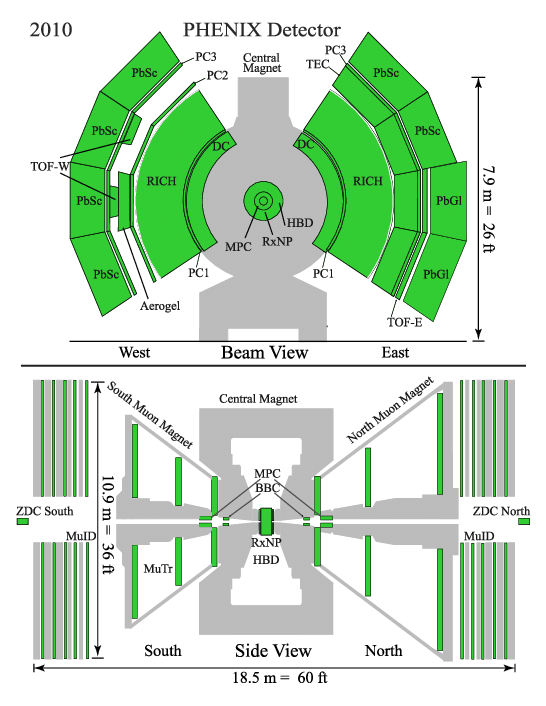 2010
PHENIX Detector
Central
Magnet
PbSc
PC3
PC2
PC3
TEC
PbSc
PbSc
DC
DC
PbSc
TOF-W
PbSc
RICH
RICH
PbGl
7.9 m = 26 ft
HBD
RxNP
MPC
PbSc
PC1
PC1
PbGl
Aerogel
TOF-E
West
Beam View
East
South Muon Magnet
Central Magnet
North Muon Magnet
10.9 m = 36 ft
MPC
BBC
ZDC South
ZDC North
MuID
RxNP
HBD
MuID
MuTr
South
Side View
North
18.5 m = 60 ft